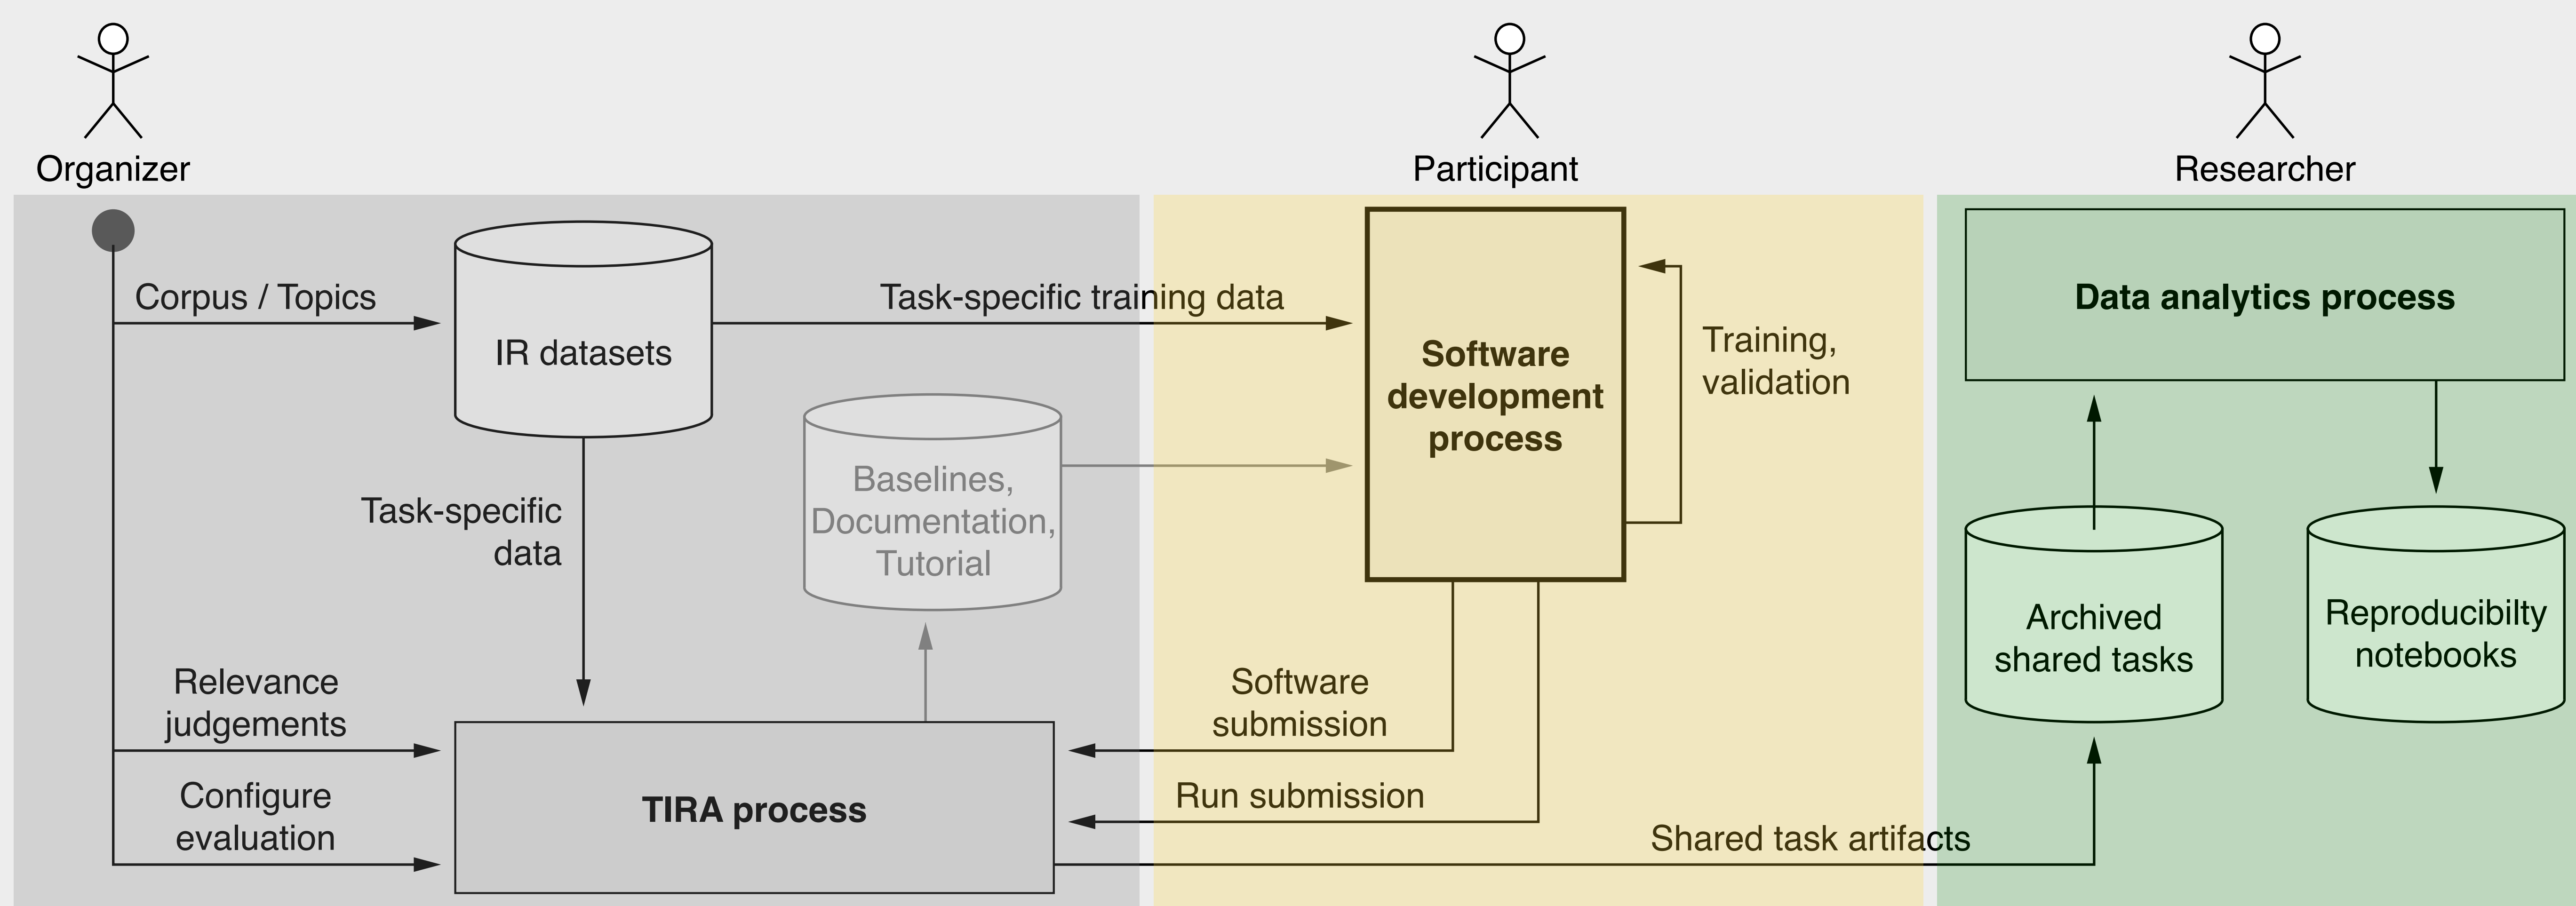 Organizer
Participant
Researcher
Corpus / Topics
IR datasets
Task-specific training data
Software
development
process
Training,
validation
Data analytics process
Baselines,
Documentation,
Tutorial
Task-specific
data
Archived
shared tasks
Reproducibilty
notebooks
Relevance
judgements
Software
submission
Configure
evaluation
TIRA process
Run submission
Shared task artifacts